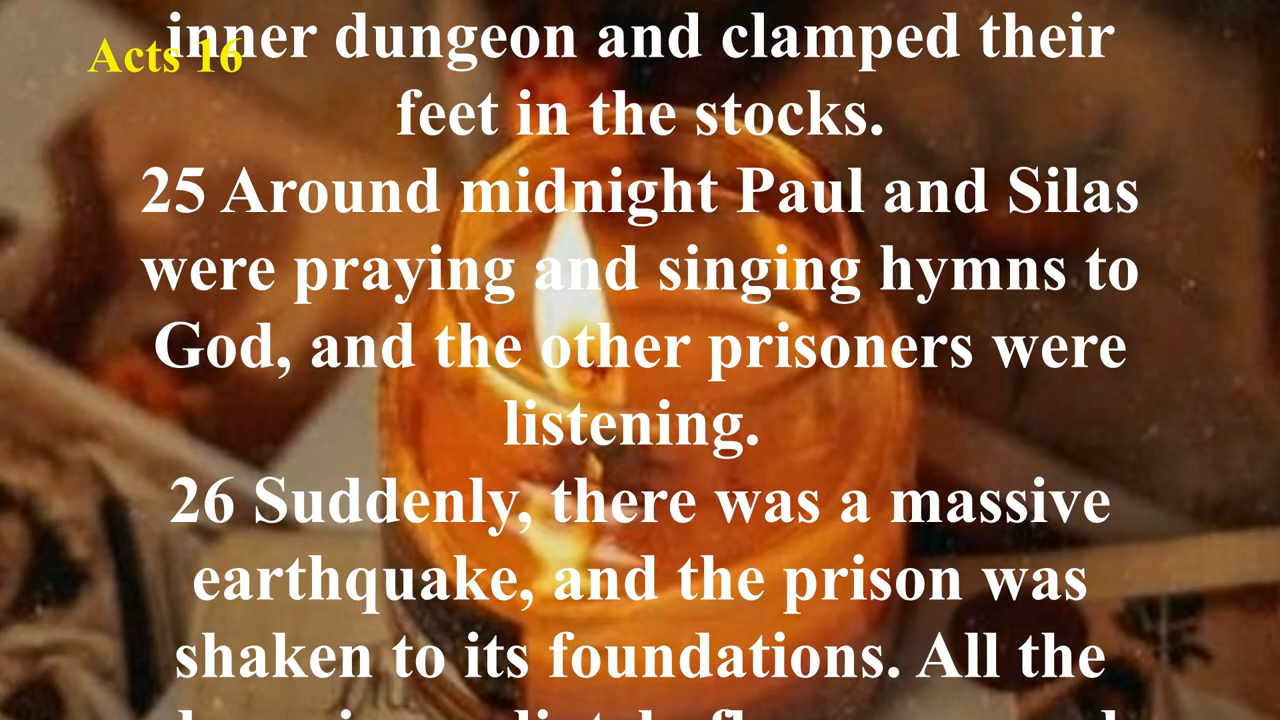 Acts 16
inner dungeon and clamped their
feet in the stocks.
25 Around midnight Paul and Silas
were praying and singing hymns to
God, and the other prisoners were
listening.
26 Suddenly, there was a massive
earthquake, and the prison was
shaken to its foundations. All the